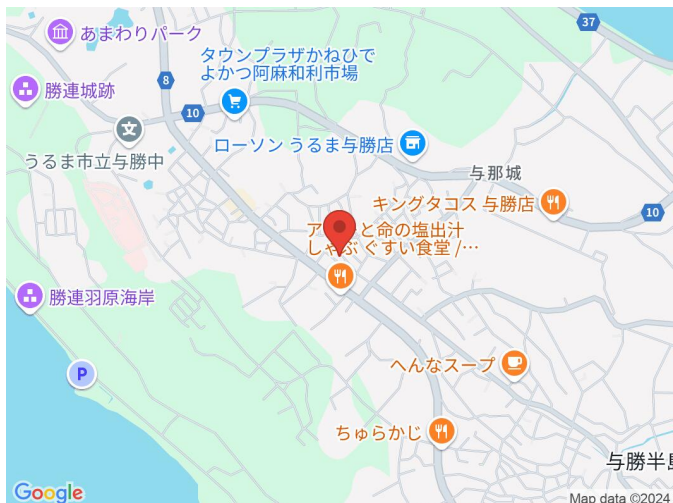 37
あまわりパーク
タウンプラザかねひで
よかつ阿麻和利市場
8
勝連城跡
10
文
ローソン うるま与勝店
うるま市立与勝中
与那城
キングタコス 与勝店
10
と命の塩出汁
しゃぶ ぐすい食堂 /…
勝連羽原海岸
P
へんなスープ
ちゅらかじ
与勝半
Google
Map data ©2024